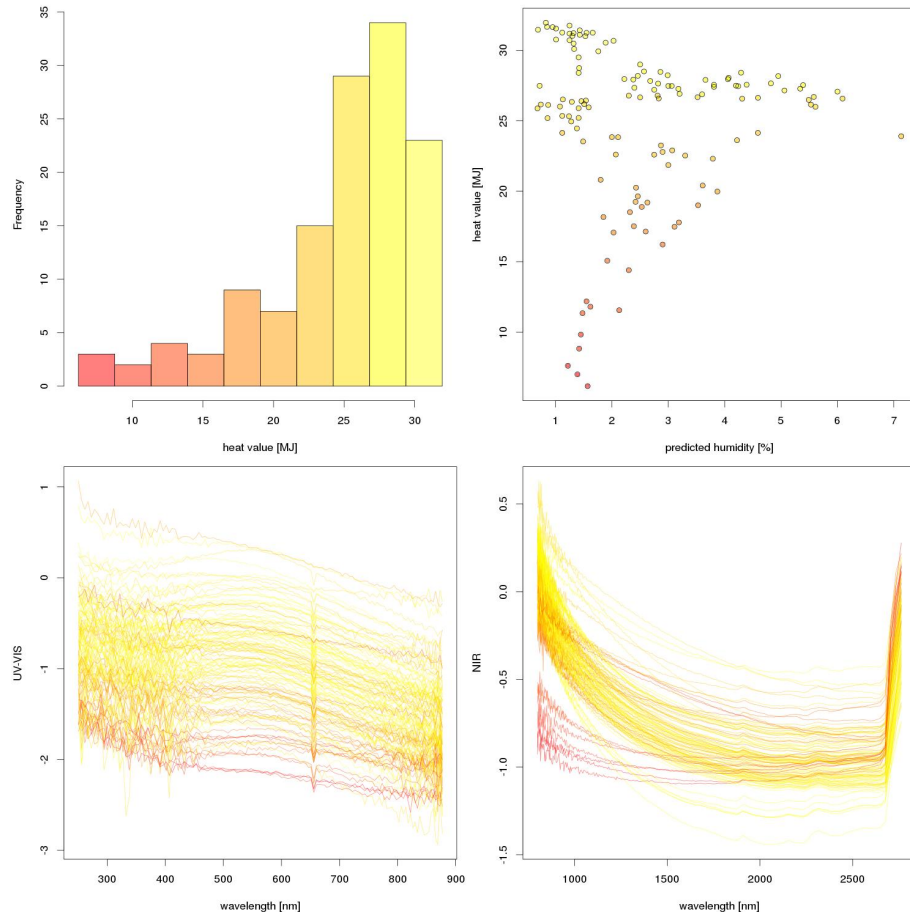 35
30
25
20
15
10
5
0
Frequency
10 15 20 25 30
heat value [MJ]
30
25
20
15
10
heat value [MJ]
1 2 3 4 5 6 7
predicted humidity [%]
1
0
-1
-2
-3
UV-VIS
300 400 500 600 700 800 900
wavelength [nm]
0.5
0.0
-0.5
-1.0
-1.5
NIR
1000 1500 2000 2500
wavelength [nm]